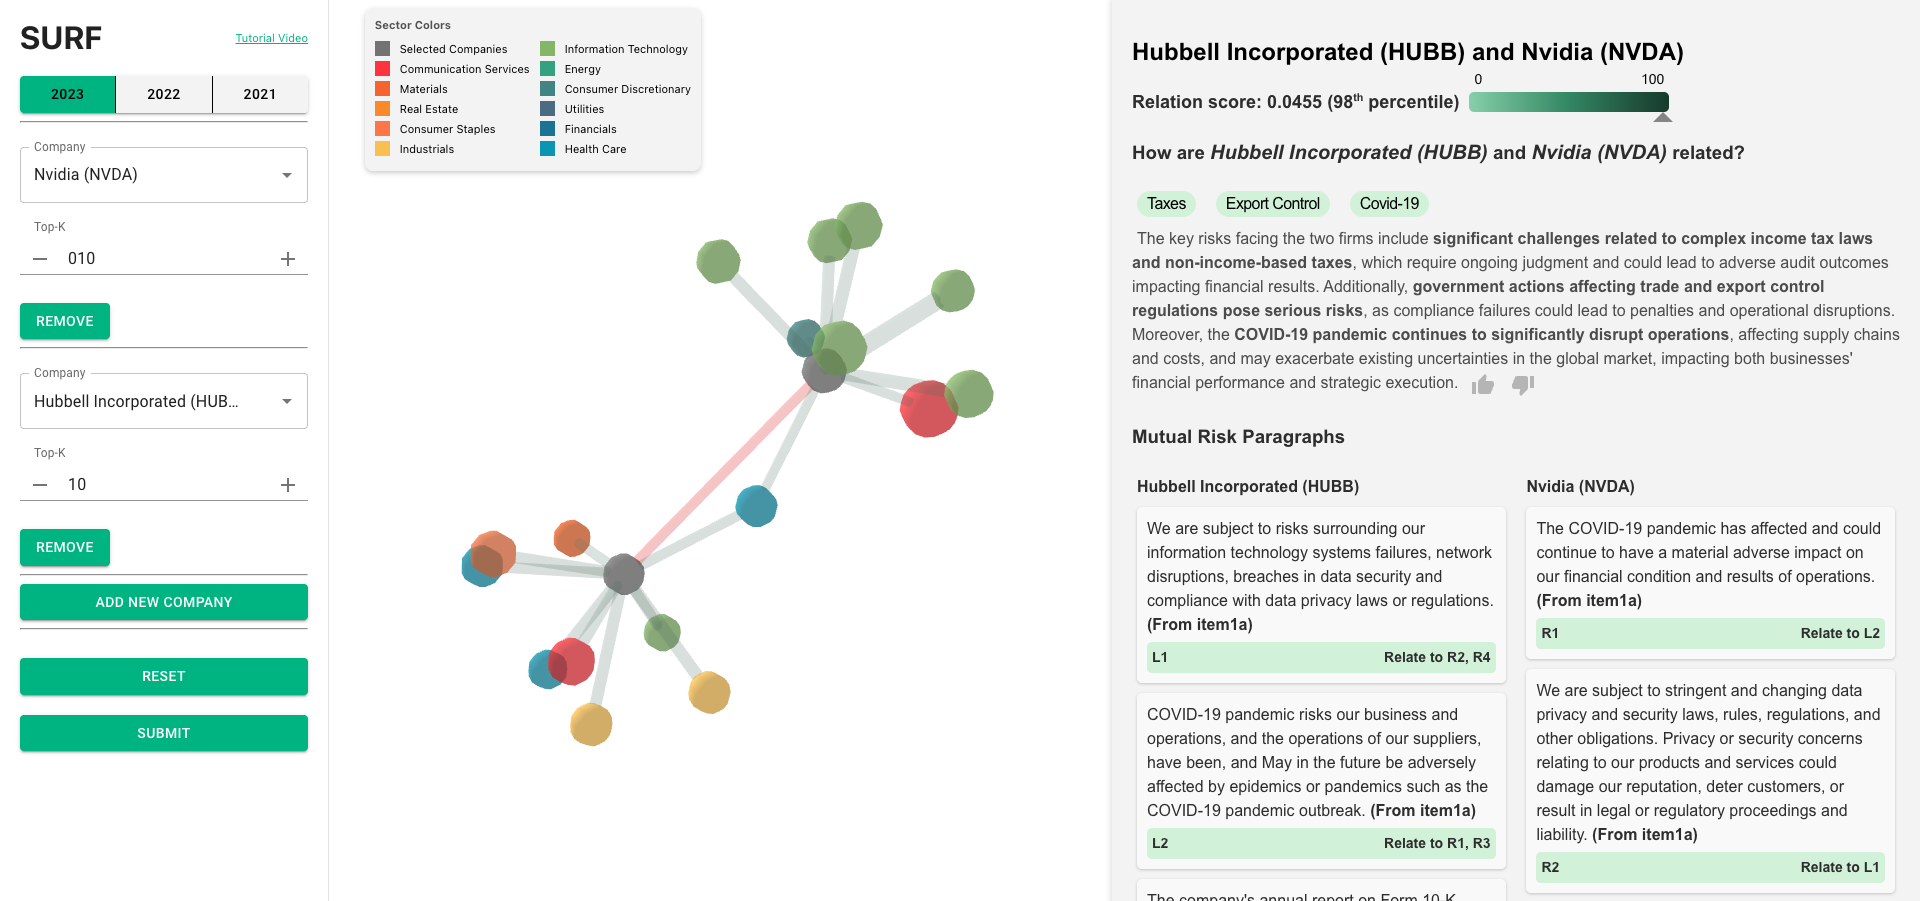 SURF
Tutorial Video
2023
2022
2021
Company
Nvidia (NVDA)
Top-K
010
REMOVE
Company
Hubbell Incorporated (HUB...
Top-K
10
REMOVE
ADD NEW COMPANY
RESET
SUBMIT
Sector Colors
Selected Companies
Communication Services
Materials
Real Estate
Consumer Staples
Industrials
Information Technology
Energy
Consumer Discretionary
Utilities
Financials
Health Care
Hubbell Incorporated (HUBB) and Nvidia (NVDA)
0
100
Relation score: 0.0455 (98th percentile)
How are Hubbell Incorporated (HUBB) and Nvidia (NVDA) related?
Taxes
Export Control
Covid-19
The key risks facing the two firms include significant challenges related to complex income tax laws
and non-income-based taxes, which require ongoing judgment and could lead to adverse audit outcomes
impacting financial results. Additionally, government actions affecting trade and export control
regulations pose serious risks, as compliance failures could lead to penalties and operational disruptions.
Moreover, the COVID-19 pandemic continues to significantly disrupt operations, affecting supply chains
and costs, and may exacerbate existing uncertainties in the global market, impacting both businesses'
financial performance and strategic execution.
Mutual Risk Paragraphs
Hubbell Incorporated (HUBB)
We are subject to risks surrounding our
information technology systems failures, network
disruptions, breaches in data security and
compliance with data privacy laws or regulations.
(From item1a)
L1
Relate to R2, R4
COVID-19 pandemic risks our business and
operations, and the operations of our suppliers,
have been, and May in the future be adversely
affected by epidemics or pandemics such as the
COVID-19 pandemic outbreak. (From item1a)
L2
Relate to R1, R3
The company's annual report on Form 10-K
Nvidia (NVDA)
The COVID-19 pandemic has affected and could
continue to have a material adverse impact on
our financial condition and results of operations.
(From item1a)
R1
Relate to L2
We are subject to stringent and changing data
privacy and security laws, rules, regulations, and
other obligations. Privacy or security concerns
relating to our products and services could
damage our reputation, deter customers, or
result in legal or regulatory proceedings and
liability. (From item1a)
R2
Relate to L1